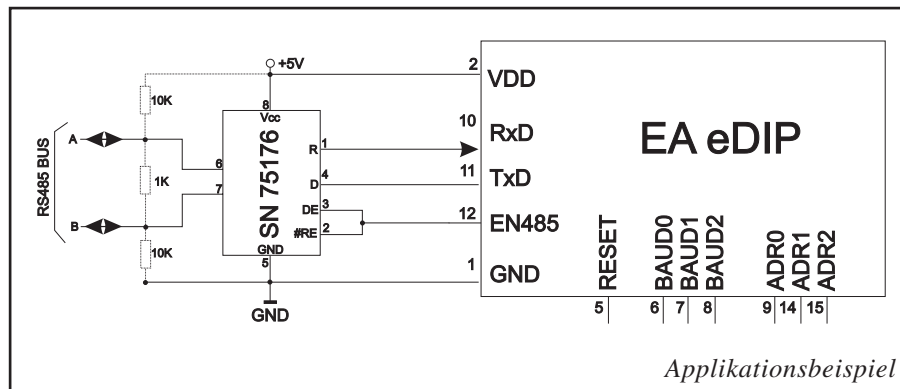 +5V
2
VDD
10K
8
Vcc
A
6
R
1
10
RxD
EA eDIP
RS485 BUS
1K
SN 75176
D
4
11
TxD
7
DE
3
12
EN485
B
#RE
2
10K
GND
5
1
GND
GND
RESET
BAUD0
BAUD1
BAUD2
ADR0
ADR1
ADR2
5
6
7
8
9
14
15
Applikationsbeispiel